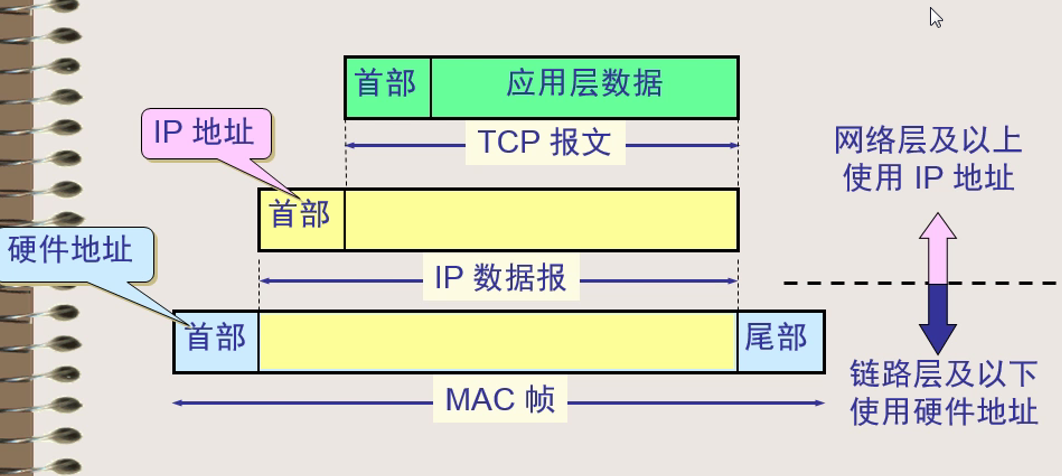 首部
应用层数据
TCP 报文
IP 地址
网络层及以上
使用 IP 地址
首部
硬件地址
IP 数据报
首部
尾部
MAC 帧
链路层及以下
使用硬件地址